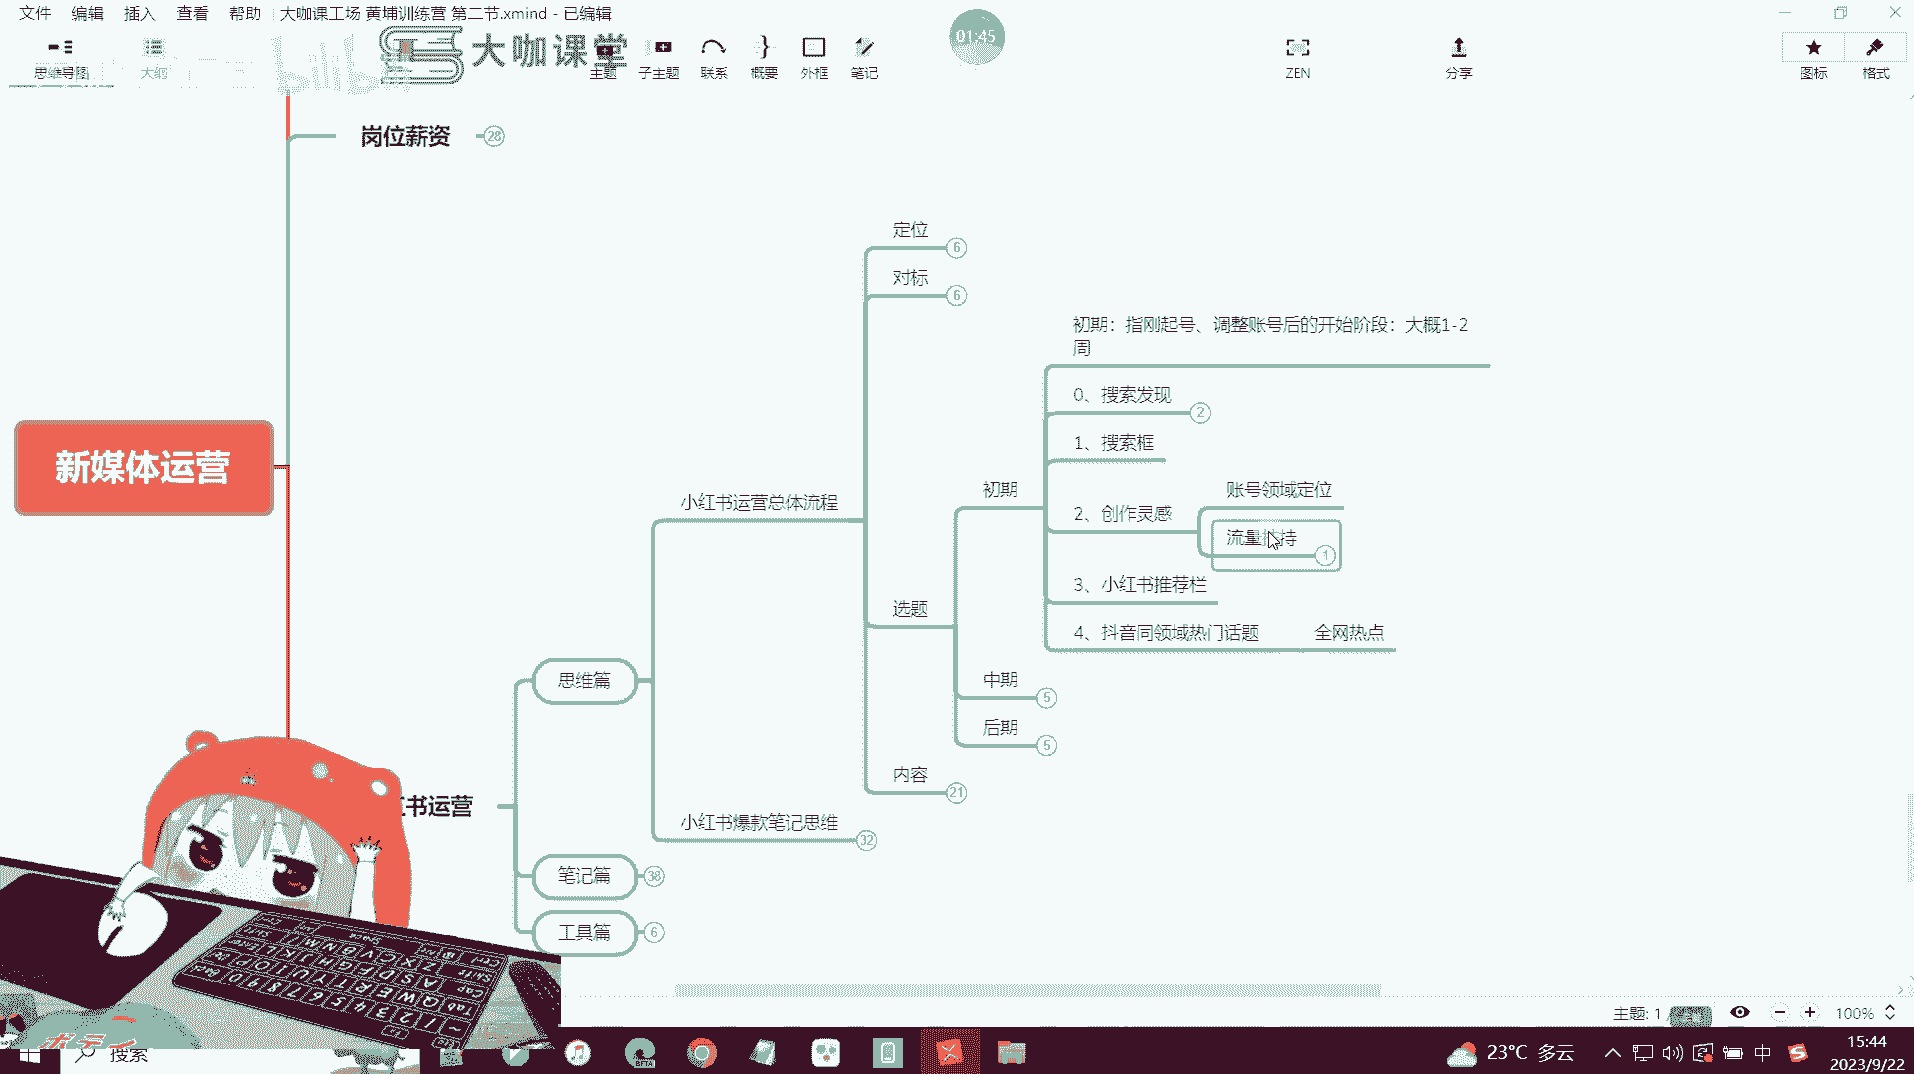 文件 编辑 插入 查看 帮助 大咖课工场 黄埔训练营 第二节.xmind - 已编辑
大咖课堂
01:45
思维导图 大纲 主题 子主题 联系 概要 外框 笔记 ZEN 分享 图标 格式
bilibili
岗位薪资 28
定位 6
对标 6
初期：指刚起号、调整账号后的开始阶段：大概1-2
周
0、搜索发现 2
1、搜索框
新媒体运营
小红书运营总体流程
初期
账号领域定位
2、创作灵感
流量扶持 1
3、小红书推荐栏
选题
4、抖音同领域热门话题 全网热点
思维篇
中期 5
后期 5
内容 21
书运营
小红书爆款笔记思维 32
笔记篇 38
工具篇 6
主题: 1
100%
搜索
BETA
23°C 多云
中
15:44
2023/9/22